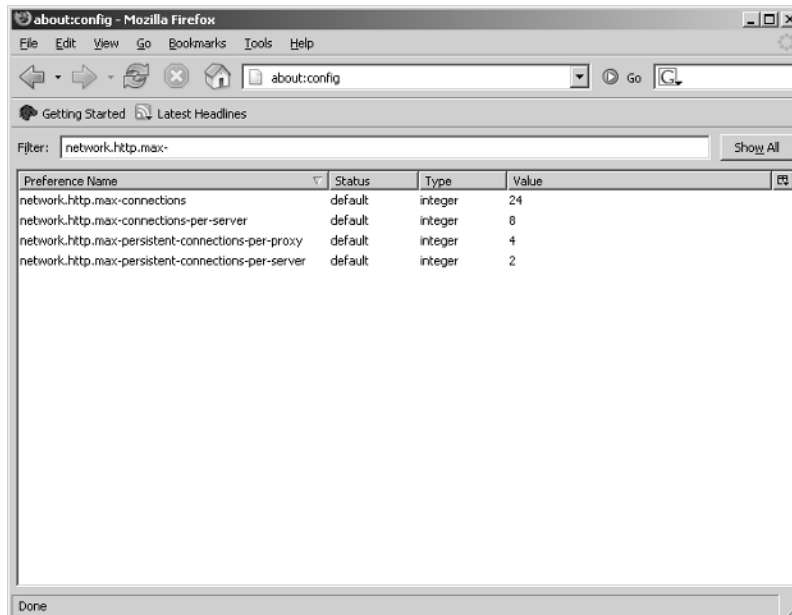 about:config - Mozilla Firefox
File Edit View Go Bookmarks Tools Help
about:config Go G
Getting Started Latest Headlines
Filter: network.http.max- Show All
Preference Name Status Type Value
network.http.max-connections default integer 24
network.http.max-connections-per-server default integer 8
network.http.max-persistent-connections-per-proxy default integer 4
network.http.max-persistent-connections-per-server default integer 2
Done